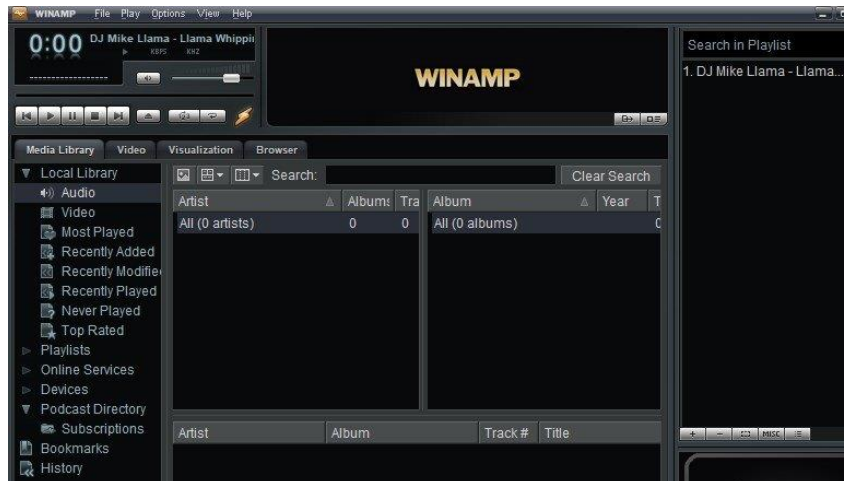 WINAMP File Play Options View Help
0:00 DJ Mike Llama - Llama Whippi
KBPS KHZ
WINAMP
Search in Playlist
1. DJ Mike Llama - Llama...
Media Library Video Visualization Browser
Local Library
Audio
Video
Most Played
Recently Added
Recently Modifie
Recently Played
Never Played
Top Rated
Playlists
Online Services
Devices
Podcast Directory
Subscriptions
Bookmarks
History
Search: Clear Search
Artist Albums Tra Album Year T
All (0 artists) 0 0 All (0 albums) 0
Artist Album Track # Title
MISC